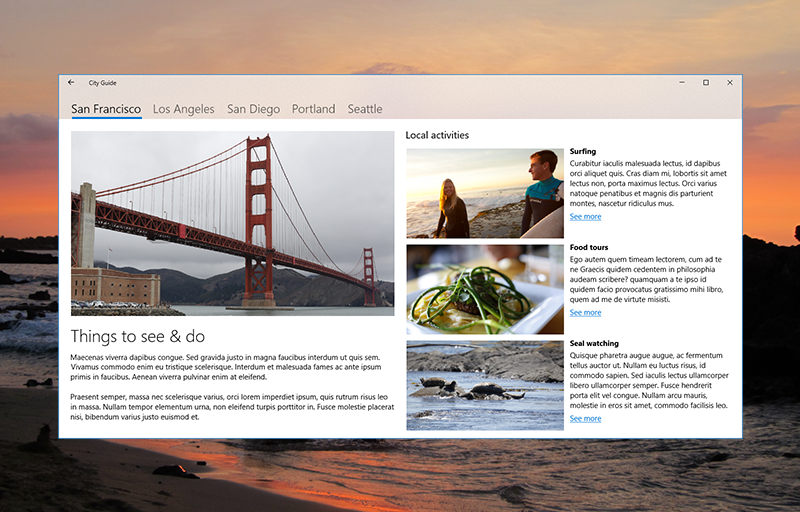 City Guide
San Francisco Los Angeles San Diego Portland Seattle
Things to see & do
Maecenas viverra dapibus congue. Sed gravida justo in magna faucibus interdum ut quis sem.
Vivamus commodo enim eu tristique scelerisque. Interdum et malesuada fames ac ante ipsum
primis in faucibus. Aenean viverra pulvinar enim at eleifend.
Praesent semper, massa nec scelerisque varius, orci lorem imperdiet ipsum, quis rutrum risus leo
in massa. Nullam tempor elementum urna, non eleifend turpis porttitor in. Fusce molestie placerat
nisi, bibendum varius justo euismod et.
Local activities
Surfing
Curabitur iaculis malesuada lectus, id dapibus
orci aliquet quis. Cras diam mi, lobortis sit amet
lectus non, porta maximus lectus. Orci varius
natoque penatibus et magnis dis parturient
montes, nascetur ridiculus mus.
See more
Food tours
Ego autem quem timeam lectorem, cum ad te
ne Graecis quidem cedentem in philosophia
audeam scribere? quamquam a te ipso id
quidem facio provocatus gratissimo mihi libro,
quem ad me de virtute misisti.
See more
Seal watching
Quisque pharetra augue augue, ac fermentum
tellus auctor ut. Nullam eu luctus risus, id
commodo sapien. Sed iaculis lectus ullamcorper
libero ullamcorper semper. Fusce hendrerit
porta elit vel congue. Nullam arcu mauris,
molestie in eros sit amet, commodo facilisis leo.
See more